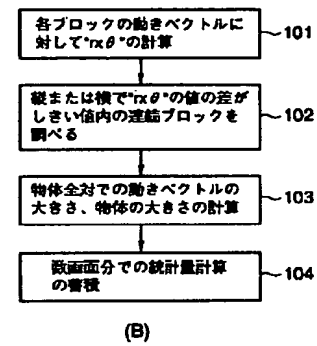 各ブロックの動きベクトルに
対して"rxθ"の計算
101
縦または横で"rxθ"の値の差が
しきい値内の連結ブロックを
調べる
102
物体全対での動きベクトルの
大きさ、物体の大きさの計算
103
数画面分での統計量計算
の蓄積
104
(B)